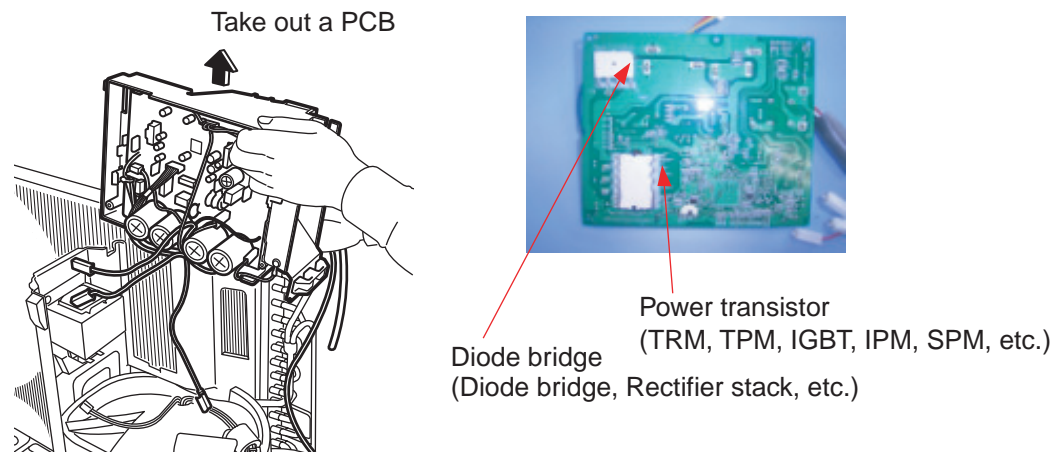 Take out a PCB
Power transistor
(TRM, TPM, IGBT, IPM, SPM, etc.)
Diode bridge
(Diode bridge, Rectifier stack, etc.)